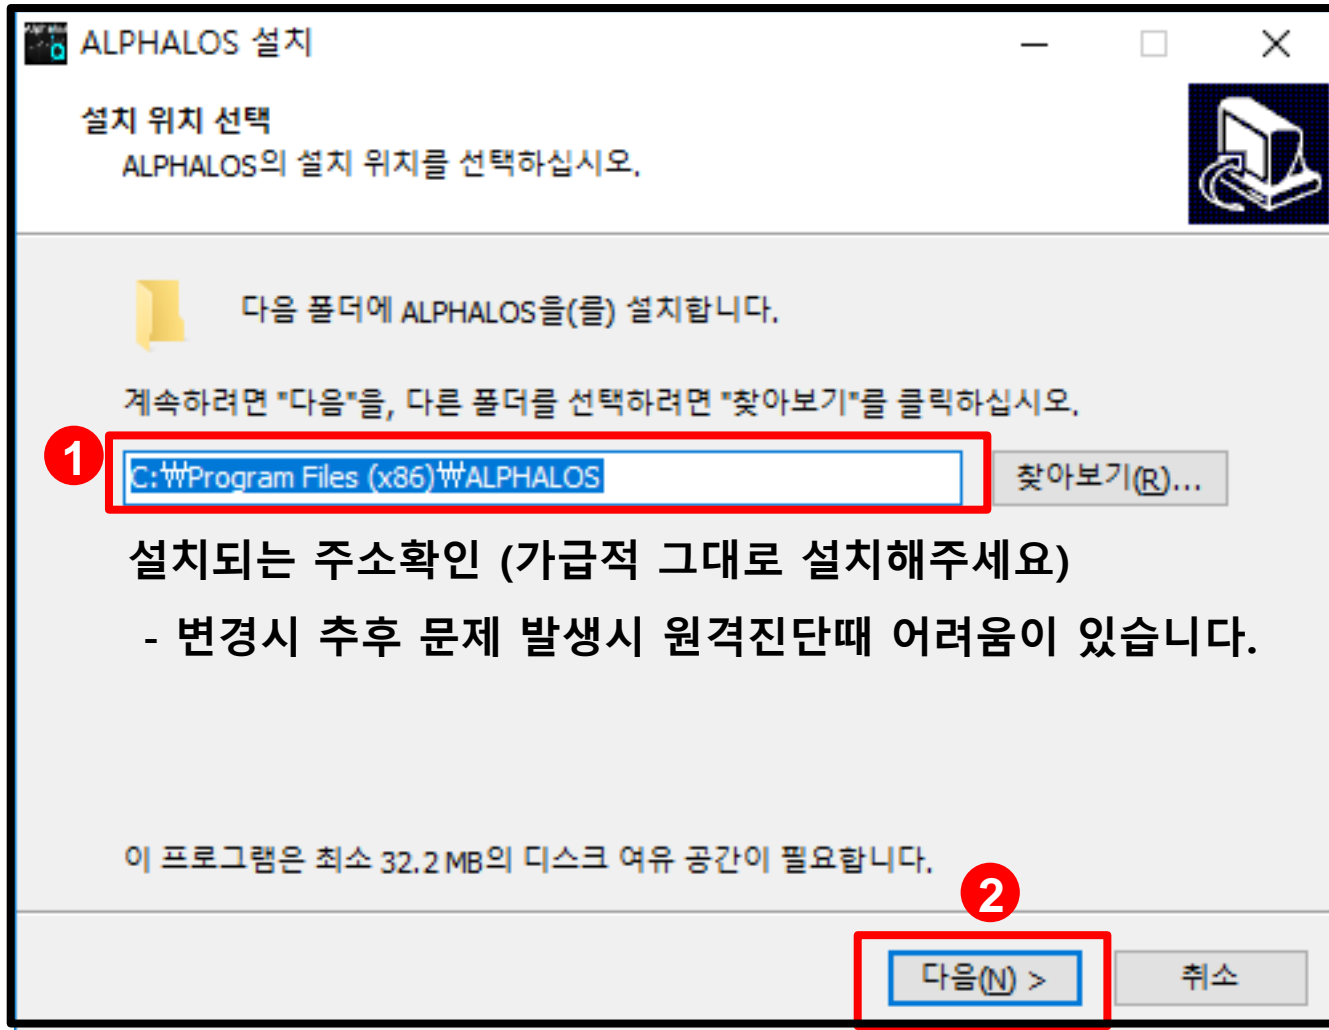 ALPHALOS 설치
설치 위치 선택
ALPHALOS의 설치 위치를 선택하십시오.
다음 폴더에 ALPHALOS을(를) 설치합니다.
계속하려면 "다음"을, 다른 폴더를 선택하려면 "찾아보기"를 클릭하십시오.
1
C:₩Program Files (x86)₩ALPHALOS
찾아보기(R)...
설치되는 주소확인 (가급적 그대로 설치해주세요)
- 변경시 추후 문제 발생시 원격진단때 어려움이 있습니다.
이 프로그램은 최소 32.2 MB의 디스크 여유 공간이 필요합니다.
2
다음(N) >
취소